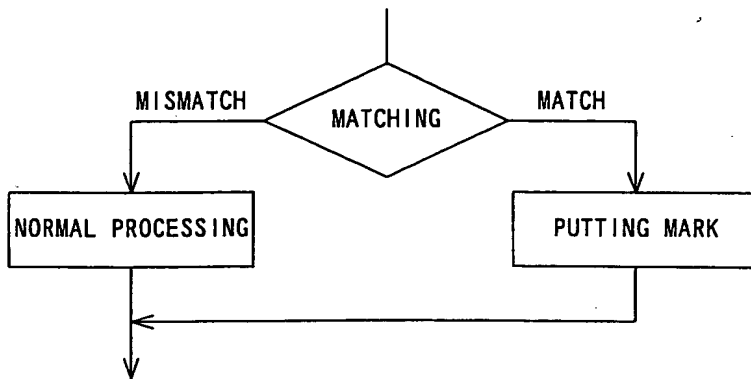 MISMATCH
MATCHING
MATCH
NORMAL PROCESSING
PUTTING MARK